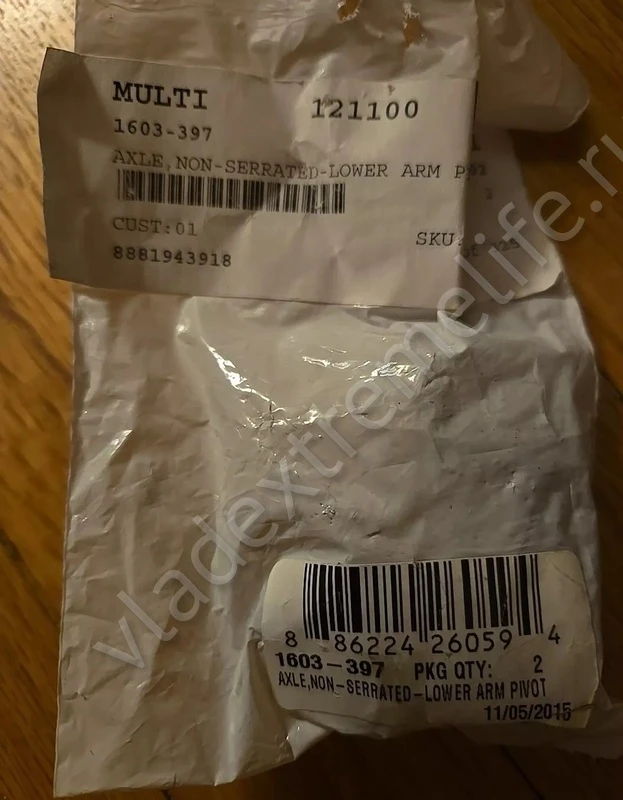 MULTI 121100
1603-397
AXLE,NON-SERRATED-LOWER ARM
CUST:01 SKU:
8881943918
vladextremelife.ru
8 86224 26059 4
1603-397 PKG QTY: 2
AXLE,NON-SERRATED-LOWER ARM PIVOT
11/05/2015